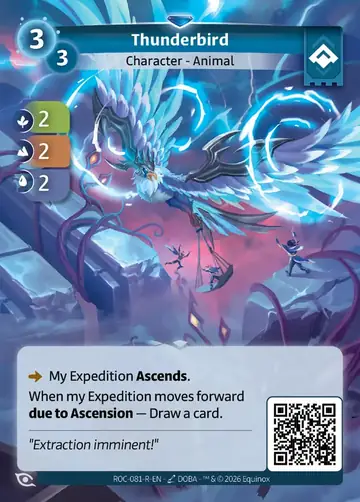 3
3
Thunderbird
Character - Animal
2
2
2
My Expedition Ascends.
When my Expedition moves forward
due to Ascension — Draw a card.
"Extraction imminent!"
ROC-081-R-EN - DOBA - ™ & © 2026 Equinox